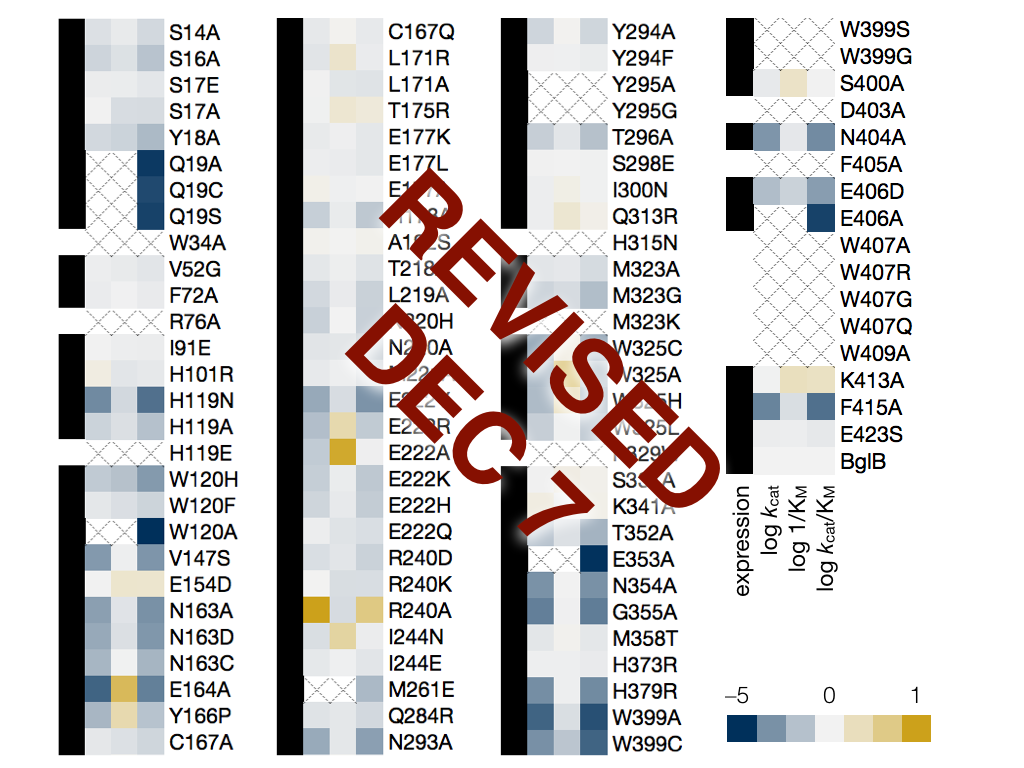 S14A
S16A
S17E
S17A
Y18A
Q19A
Q19C
Q19S
W34A
V52G
F72A
R76A
I91E
H101R
H119N
H119A
H119E
W120H
W120F
W120A
V147S
E154D
N163A
N163D
N163C
E164A
Y166P
C167A
C167Q
L171R
L171A
T175R
E177K
E177L
T218
L219A
E222A
E222K
E222H
E222Q
R240D
R240K
R240A
I244N
I244E
M261E
Q284R
N293A
Y294A
Y294F
Y295A
Y295G
T296A
S298E
I300N
Q313R
H315N
M323A
M323G
M323K
W325C
W325A
K341A
T352A
E353A
N354A
G355A
M358T
H373R
H379R
W399A
W399C
W399S
W399G
S400A
D403A
N404A
F405A
E406D
E406A
W407A
W407R
W407G
W407Q
W409A
K413A
F415A
E423S
BglB
expression
log kcat
log 1/KM
log kcat/KM
−5 0 1
REVISED
DEC 7